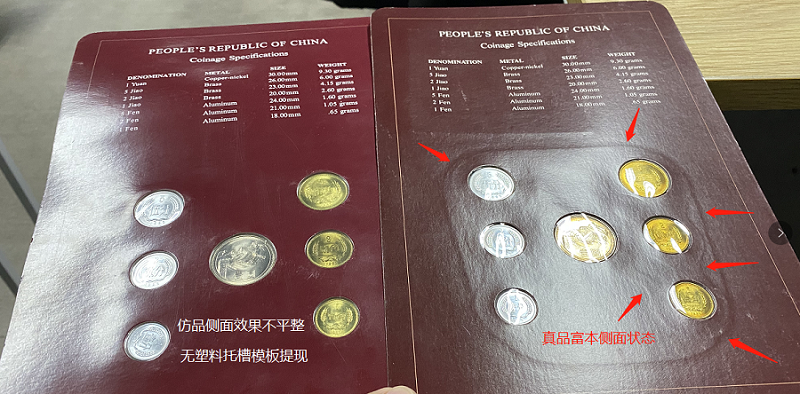 PEOPLE'S REPUBLIC OF CHINA
Coinage Specifications
DENOMINATION METAL SIZE WEIGHT
1 Yuan Copper-nickel 30.00mm 9.30 grams
5 Jiao Brass 26.00mm 6.00 grams
2 Jiao Brass 23.00mm 4.15 grams
1 Jiao Brass 20.00mm 2.60 grams
5 Fen Aluminum 24.00mm 1.60 grams
2 Fen Aluminum 21.00mm 1.05 grams
1 Fen Aluminum 18.00mm .65 grams
PEOPLE'S REPUBLIC OF CHINA
Coinage Specifications
DENOMINATION METAL SIZE WEIGHT
1 Yuan Copper-nickel 30.00mm 9.30 grams
5 Jiao Brass 26.00mm 6.00 grams
2 Jiao Brass 23.00mm 4.15 grams
1 Jiao Brass 20.00mm 2.60 grams
5 Fen Aluminum 24.00mm 1.60 grams
2 Fen Aluminum 21.00mm 1.05 grams
1 Fen Aluminum 18.00mm .65 grams
仿品侧面效果不平整
无塑料托槽模板提现
真品富本侧面状态